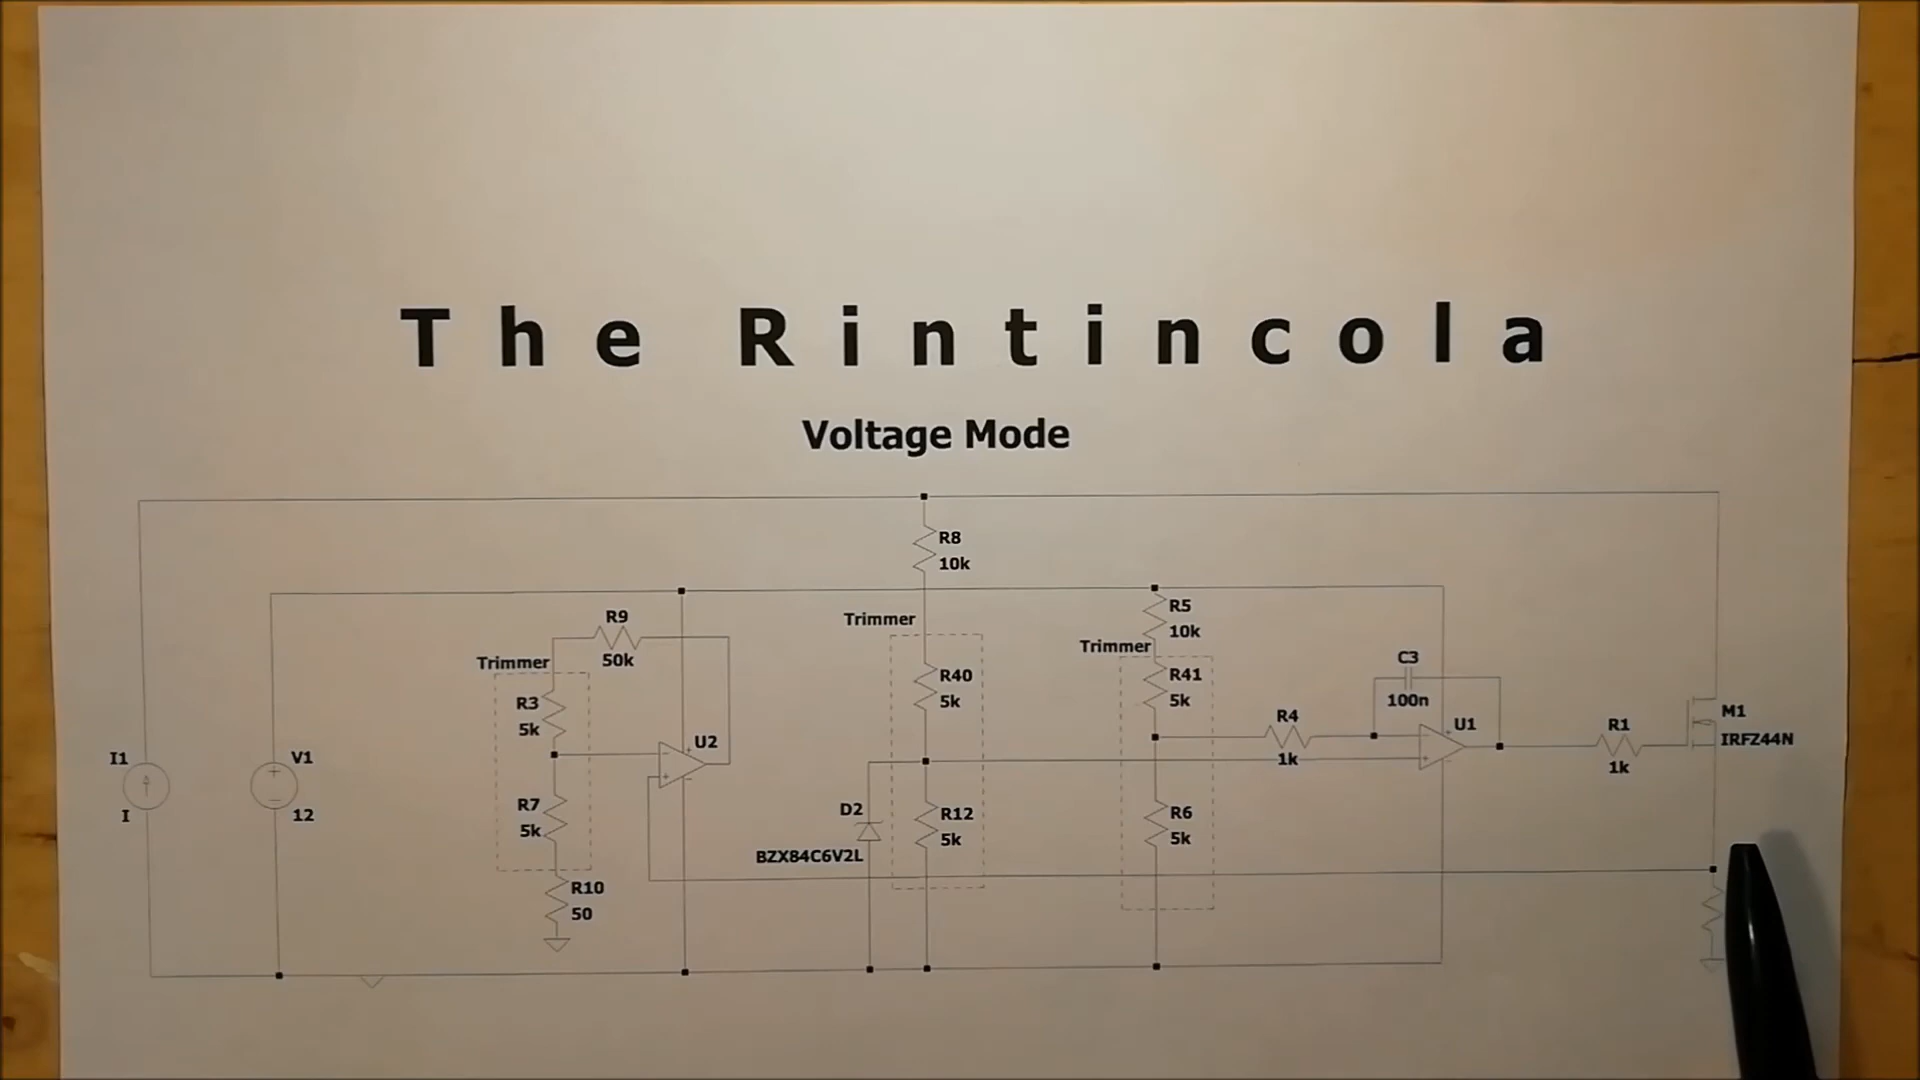 The Rintincola
Voltage Mode
R8
10k
R5
10k
Trimmer
R9
50k
Trimmer
R3
5k
R40
5k
Trimmer
R41
5k
C3
100n
R4
1k
U1
M1
IRFZ44N
R1
1k
U2
I1
I
V1
12
R7
5k
D2
BZX84C6V2L
R12
5k
R6
5k
R10
50